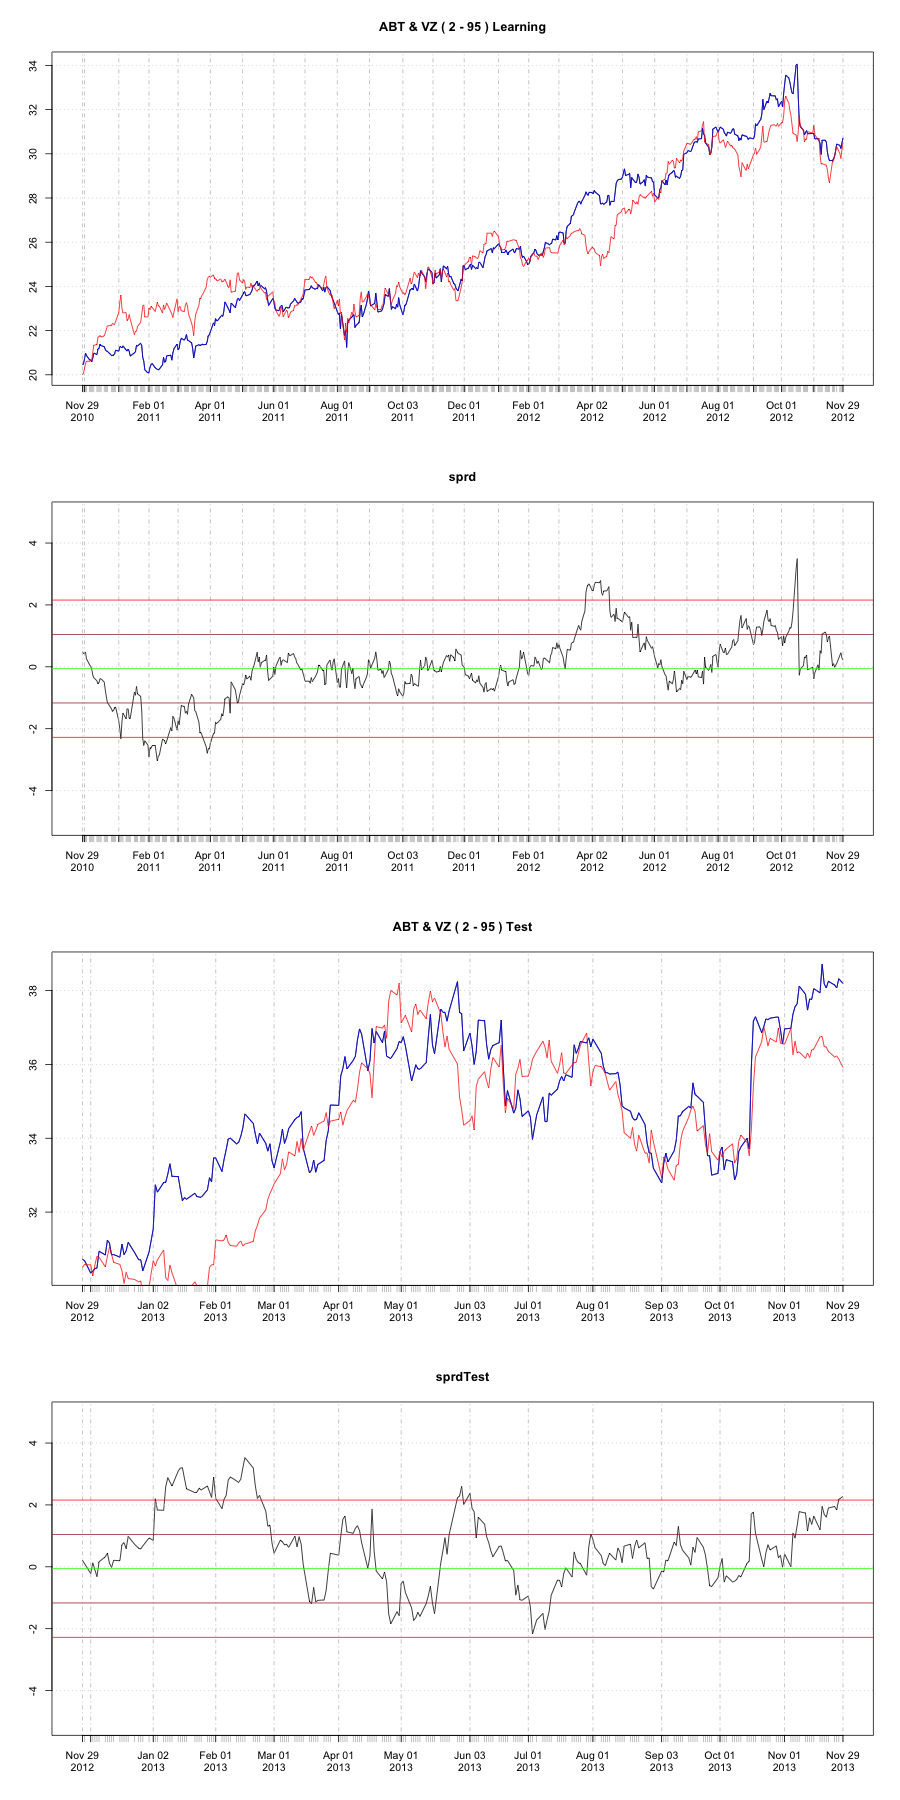 ABT & VZ ( 2 - 95 ) Learning
34
32
30
28
26
24
22
20
Nov 29 Feb 01 Apr 01 Jun 01 Aug 01 Oct 03 Dec 01 Feb 01 Apr 02 Jun 01 Aug 01 Oct 01 Nov 29
2010 2011 2011 2011 2011 2011 2011 2012 2012 2012 2012 2012 2012
sprd
4
2
0
-2
-4
Nov 29 Feb 01 Apr 01 Jun 01 Aug 01 Oct 03 Dec 01 Feb 01 Apr 02 Jun 01 Aug 01 Oct 01 Nov 29
2010 2011 2011 2011 2011 2011 2011 2012 2012 2012 2012 2012 2012
ABT & VZ ( 2 - 95 ) Test
38
36
34
32
Nov 29 Jan 02 Feb 01 Mar 01 Apr 01 May 01 Jun 03 Jul 01 Aug 01 Sep 03 Oct 01 Nov 01 Nov 29
2012 2013 2013 2013 2013 2013 2013 2013 2013 2013 2013 2013 2013
sprdTest
4
2
0
-2
-4
Nov 29 Jan 02 Feb 01 Mar 01 Apr 01 May 01 Jun 03 Jul 01 Aug 01 Sep 03 Oct 01 Nov 01 Nov 29
2012 2013 2013 2013 2013 2013 2013 2013 2013 2013 2013 2013 2013